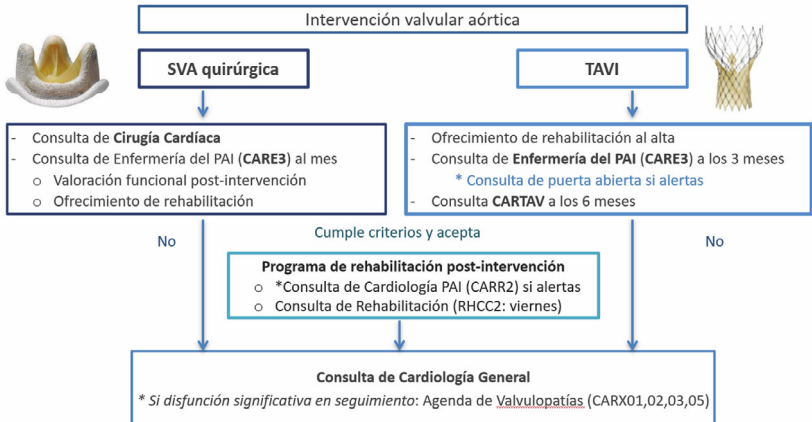 Intervención valvular aórtica
SVA quirúrgica
TAVI
- Consulta de Cirugía Cardíaca
- Consulta de Enfermería del PAI (CARE3) al mes
o Valoración funcional post-intervención
o Ofrecimiento de rehabilitación
- Ofrecimiento de rehabilitación al alta
- Consulta de Enfermería del PAI (CARE3) a los 3 meses
* Consulta de puerta abierta si alertas
- Consulta CARTAV a los 6 meses
No
Cumple criterios y acepta
No
Programa de rehabilitación post-intervención
o *Consulta de Cardiología PAI (CARR2) si alertas
o Consulta de Rehabilitación (RHCC2: viernes)
Consulta de Cardiología General
* Si disfunción significativa en seguimiento: Agenda de Valvulopatías (CARX01,02,03,05)